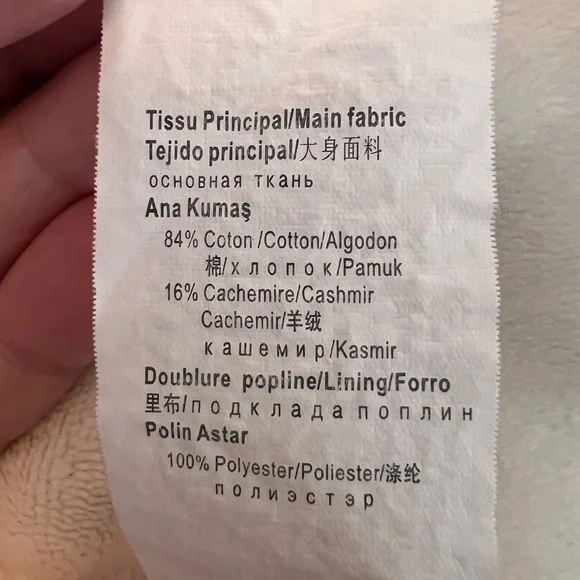 Tissu Principal/Main fabric
Tejido principal/大身面料
основная ткань
Ana Kumaş
84% Coton /Cotton/Algodon
棉/хлопок/Pamuk
16% Cachemire/Cashmir
Cachemir/羊绒
кашемир/Kasmir
Doublure popline/Lining/Forro
里布/подклада поплин
Polin Astar
100% Polyester/Poliester/涤纶
полиэстэр